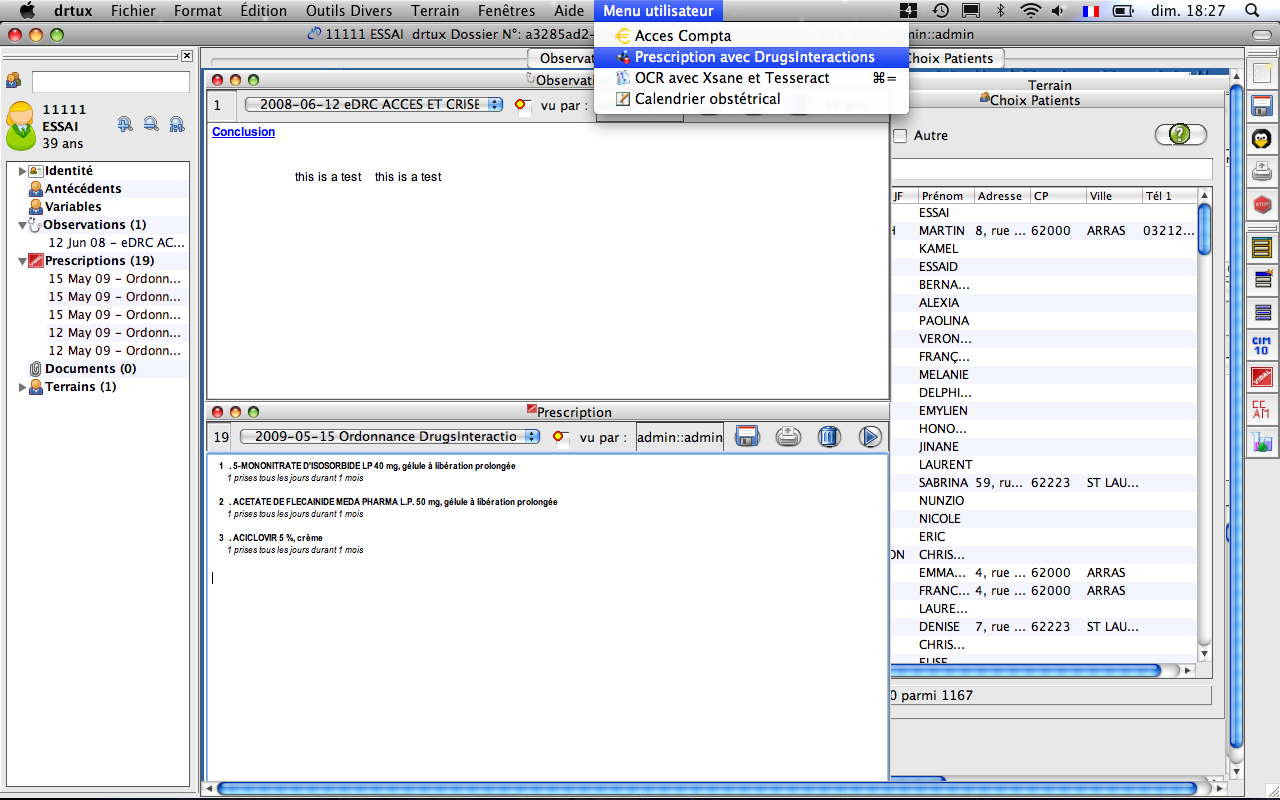 drtux Fichier Format Édition Outils Divers Terrain Fenêtres Aide Menu utilisateur dim. 18:27
11111 ESSAI drtux Dossier N°: a3285ad2- min::admin
Acces Compta
Prescription avec DrugsInteractions
OCR avec Xsane et Tesseract ⌘=
Calendrier obstétrical
11111
ESSAI
39 ans
Identité
Antécédents
Variables
Observations (1)
12 Jun 08 – eDRC AC...
Prescriptions (19)
15 May 09 – Ordonn...
15 May 09 – Ordonn...
15 May 09 – Ordonn...
12 May 09 – Ordonn...
12 May 09 – Ordonn...
Documents (0)
Terrains (1)
Observa
Observati
1 2008-06-12 eDRC ACCES ET CRISE vu par :
Conclusion
this is a test this is a test
Prescription
19 2009-05-15 Ordonnance DrugsInteractio vu par : admin::admin
1 . 5-MONONITRATE D'ISOSORBIDE LP 40 mg, gélule à libération prolongée
1 prises tous les jours durant 1 mois
2 . ACETATE DE FLECAINIDE MEDA PHARMA L.P. 50 mg, gélule à libération prolongée
1 prises tous les jours durant 1 mois
3 . ACICLOVIR 5 %, crème
1 prises tous les jours durant 1 mois
Choix Patients
Terrain
Choix Patients
Autre
JF Prénom Adresse CP Ville Tél 1
ESSAI
MARTIN 8, rue ... 62000 ARRAS 03212...
KAMEL
ESSAID
BERNA...
ALEXIA
PAOLINA
VERON...
FRANÇ...
MELANIE
DELPHI...
EMYLIEN
HONO...
JINANE
LAURENT
SABRINA 59, ru... 62223 ST LAU...
NUNZIO
NICOLE
ERIC
ON CHRIS...
EMMA... 4, rue ... 62000 ARRAS
FRANC... 4, rue ... 62000 ARRAS
LAURE...
DENISE 7, rue ... 62223 ST LAU...
CHRIS...
ELISE
0 parmi 1167
STOP
CIM
10
VIDAL
CC
AM